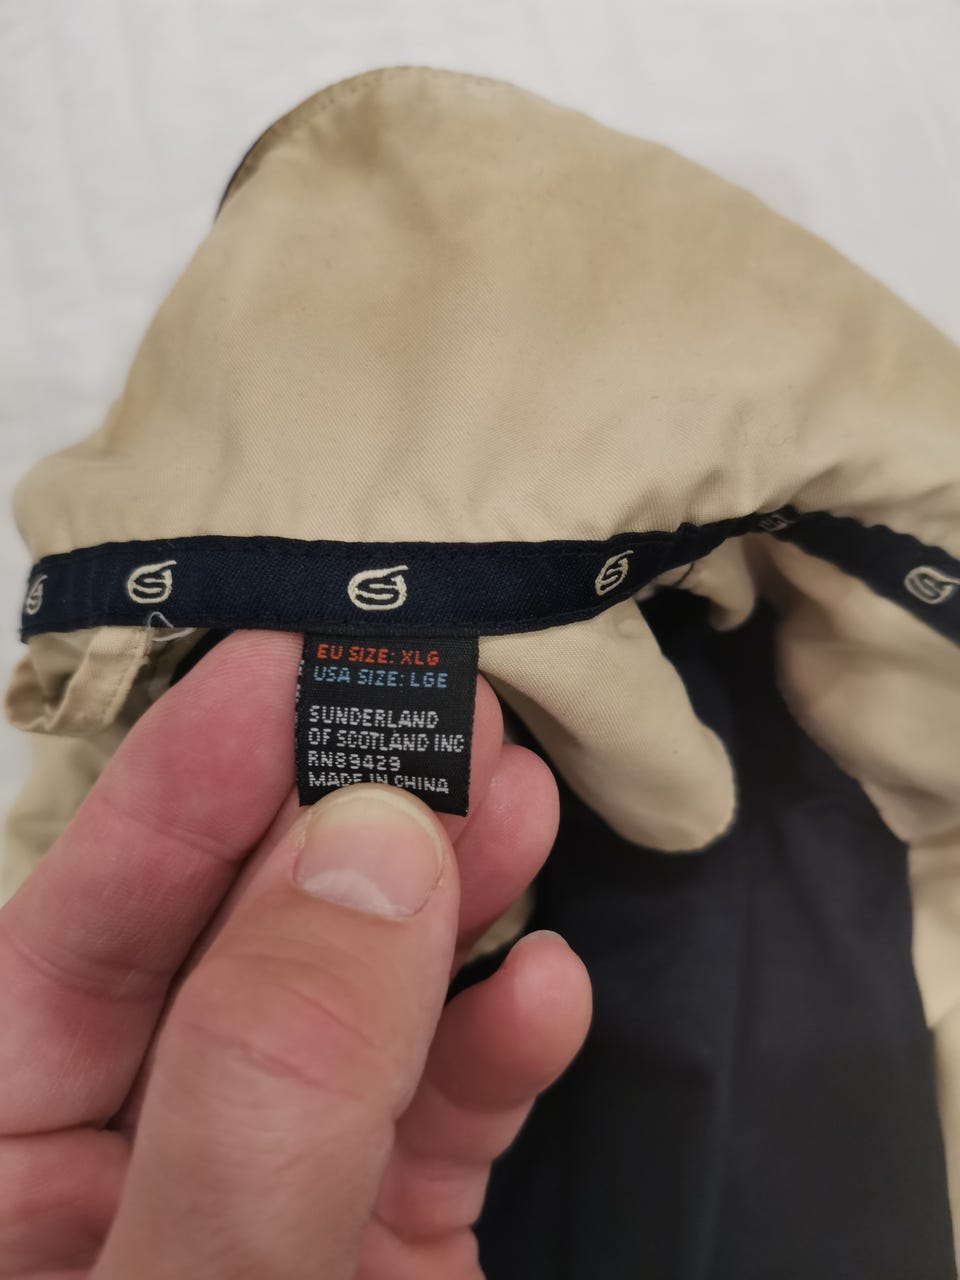 EU SIZE: XLG
USA SIZE: LGE
SUNDERLAND
OF SCOTLAND INC
RN89429
MADE IN CHINA